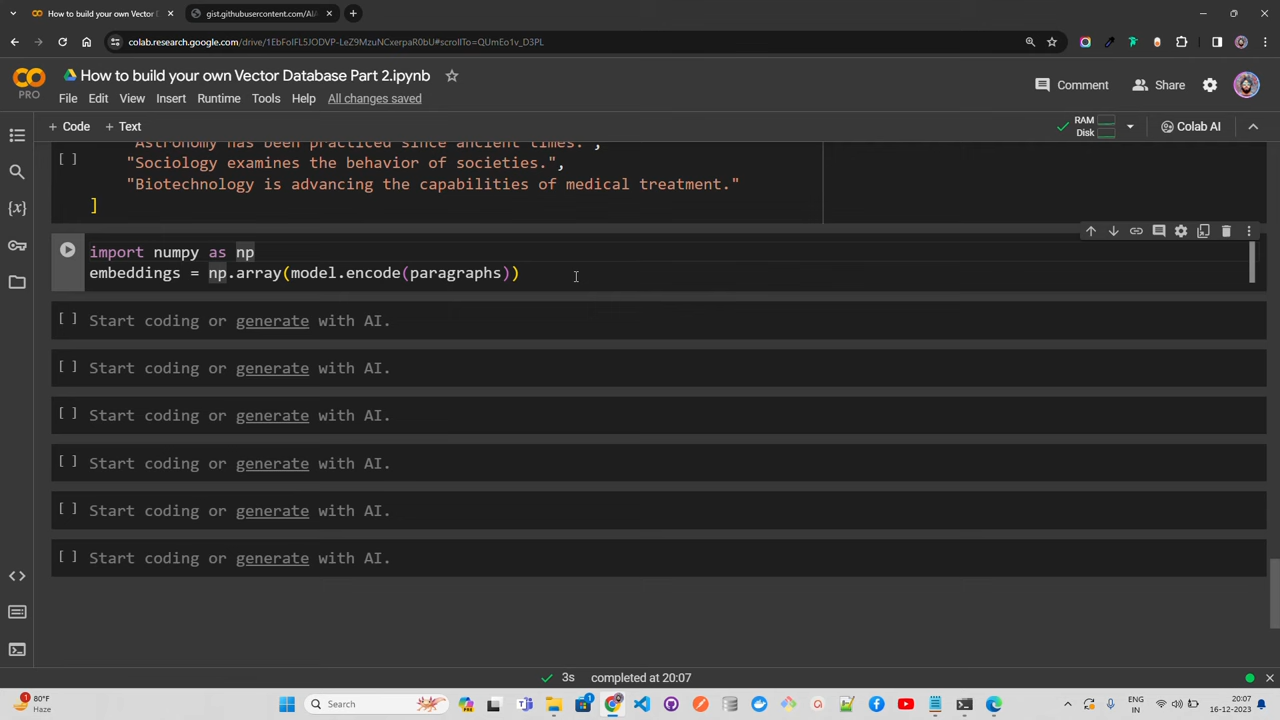 How to build your own Vector D
gist.githubusercontent.com/AIA
colab.research.google.com/drive/1EbFoIFL5JODVP-LeZ9MzuNCxerpaR0bU#scrollTo=QUmEo1v_D3PL
How to build your own Vector Database Part 2.ipynb
Comment
Share
PRO
File Edit View Insert Runtime Tools Help All changes saved
+ Code + Text
RAM
Disk
Colab AI
"Astronomy has been practiced since ancient times.",
[ ]
"Sociology examines the behavior of societies.",
"Biotechnology is advancing the capabilities of medical treatment."
]
import numpy as np
embeddings = np.array(model.encode(paragraphs))
[ ] Start coding or generate with AI.
[ ] Start coding or generate with AI.
[ ] Start coding or generate with AI.
[ ] Start coding or generate with AI.
[ ] Start coding or generate with AI.
[ ] Start coding or generate with AI.
3s completed at 20:07
1
80°F
Haze
Search
1
ENG
IN
20:07
16-12-2023